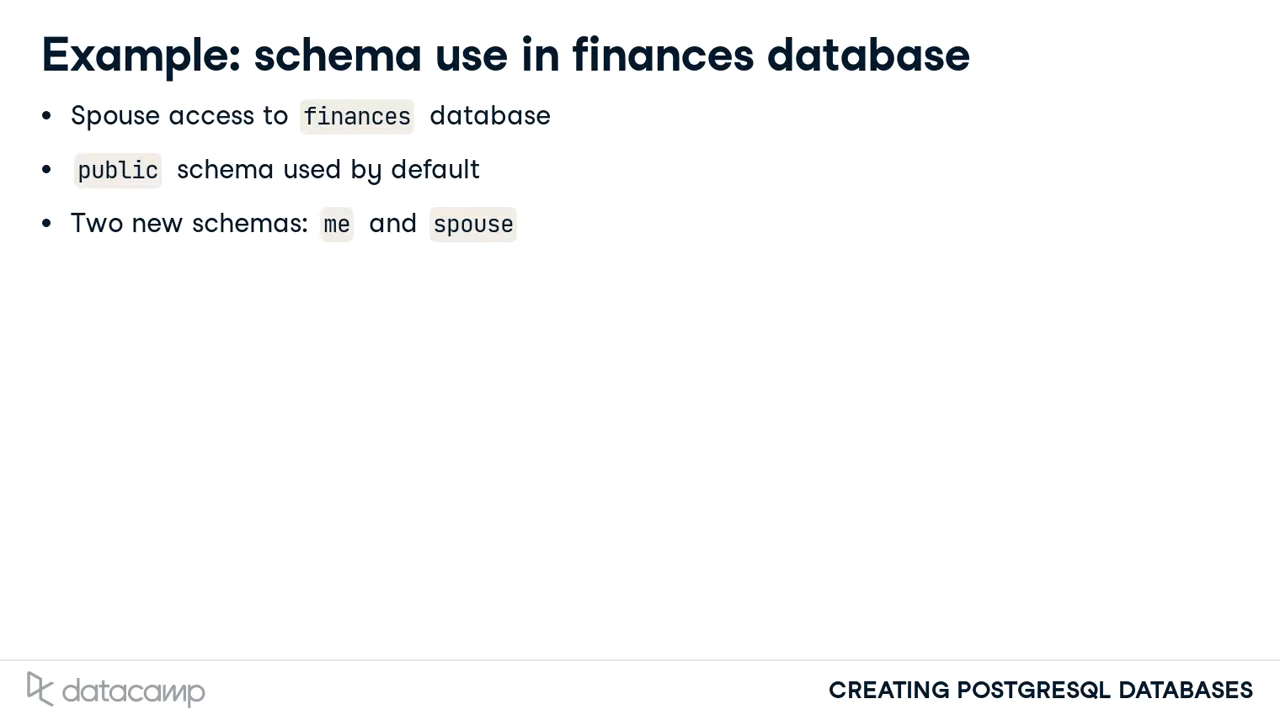 Example: schema use in finances database
• Spouse access to finances database
• public schema used by default
• Two new schemas: me and spouse
datacamp
CREATING POSTGRESQL DATABASES